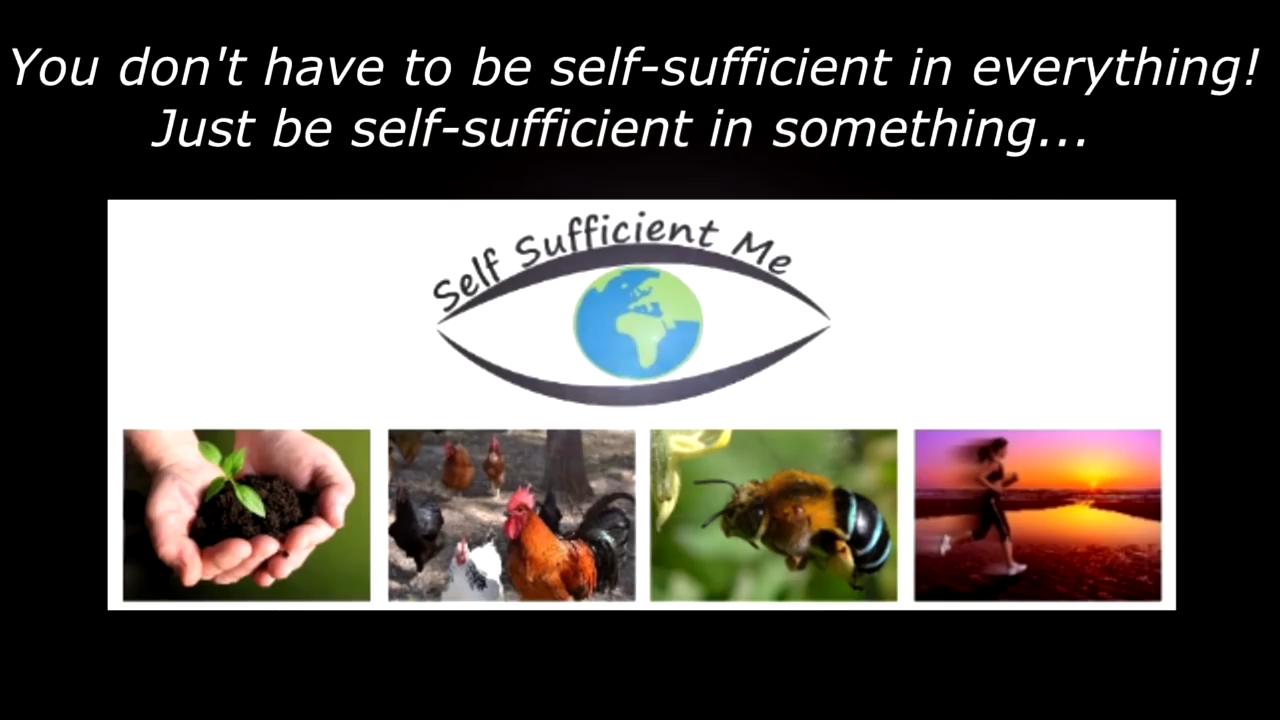 You don't have to be self-sufficient in everything!
Just be self-sufficient in something...
Self Sufficient Me